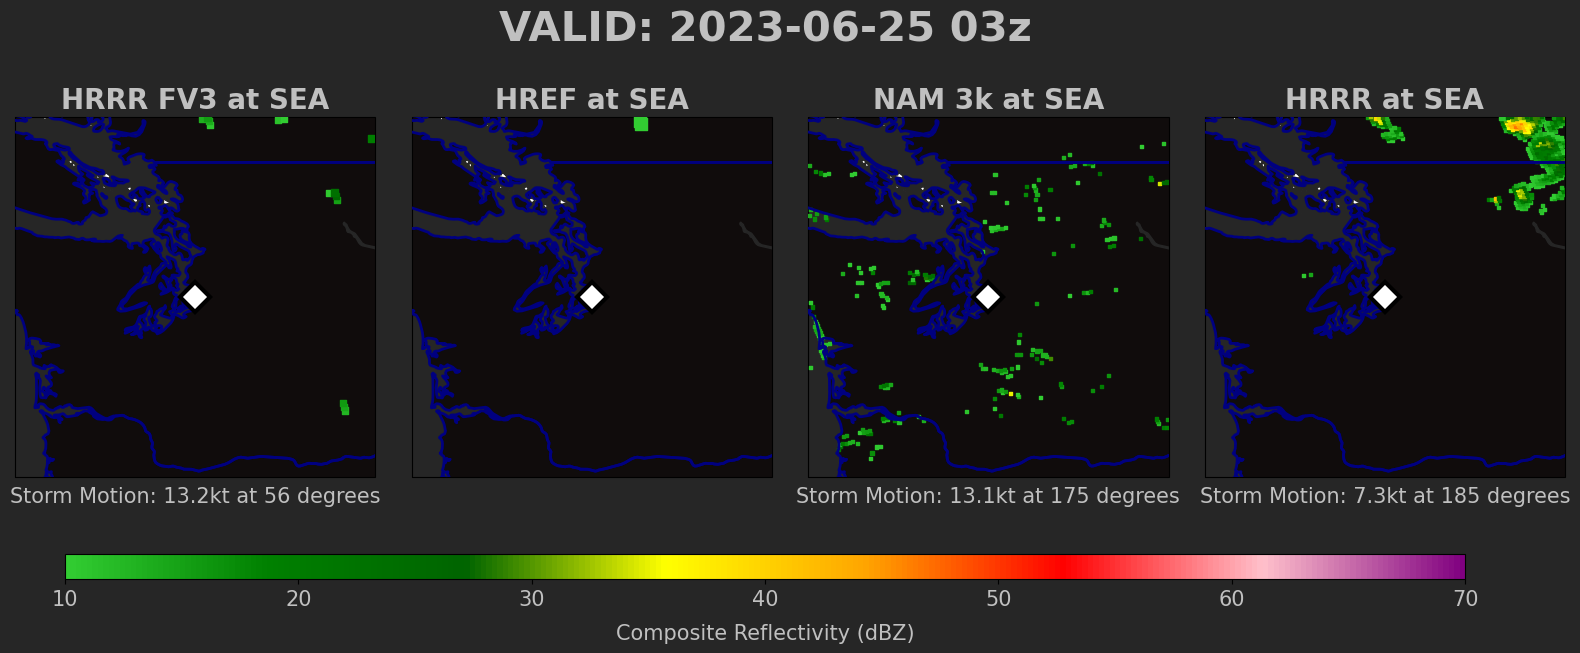 VALID: 2023-06-25 03z
HRRR FV3 at SEA
HREF at SEA
NAM 3k at SEA
HRRR at SEA
Storm Motion: 13.2kt at 56 degrees
Storm Motion: 13.1kt at 175 degrees
Storm Motion: 7.3kt at 185 degrees
10 20 30 40 50 60 70
Composite Reflectivity (dBZ)